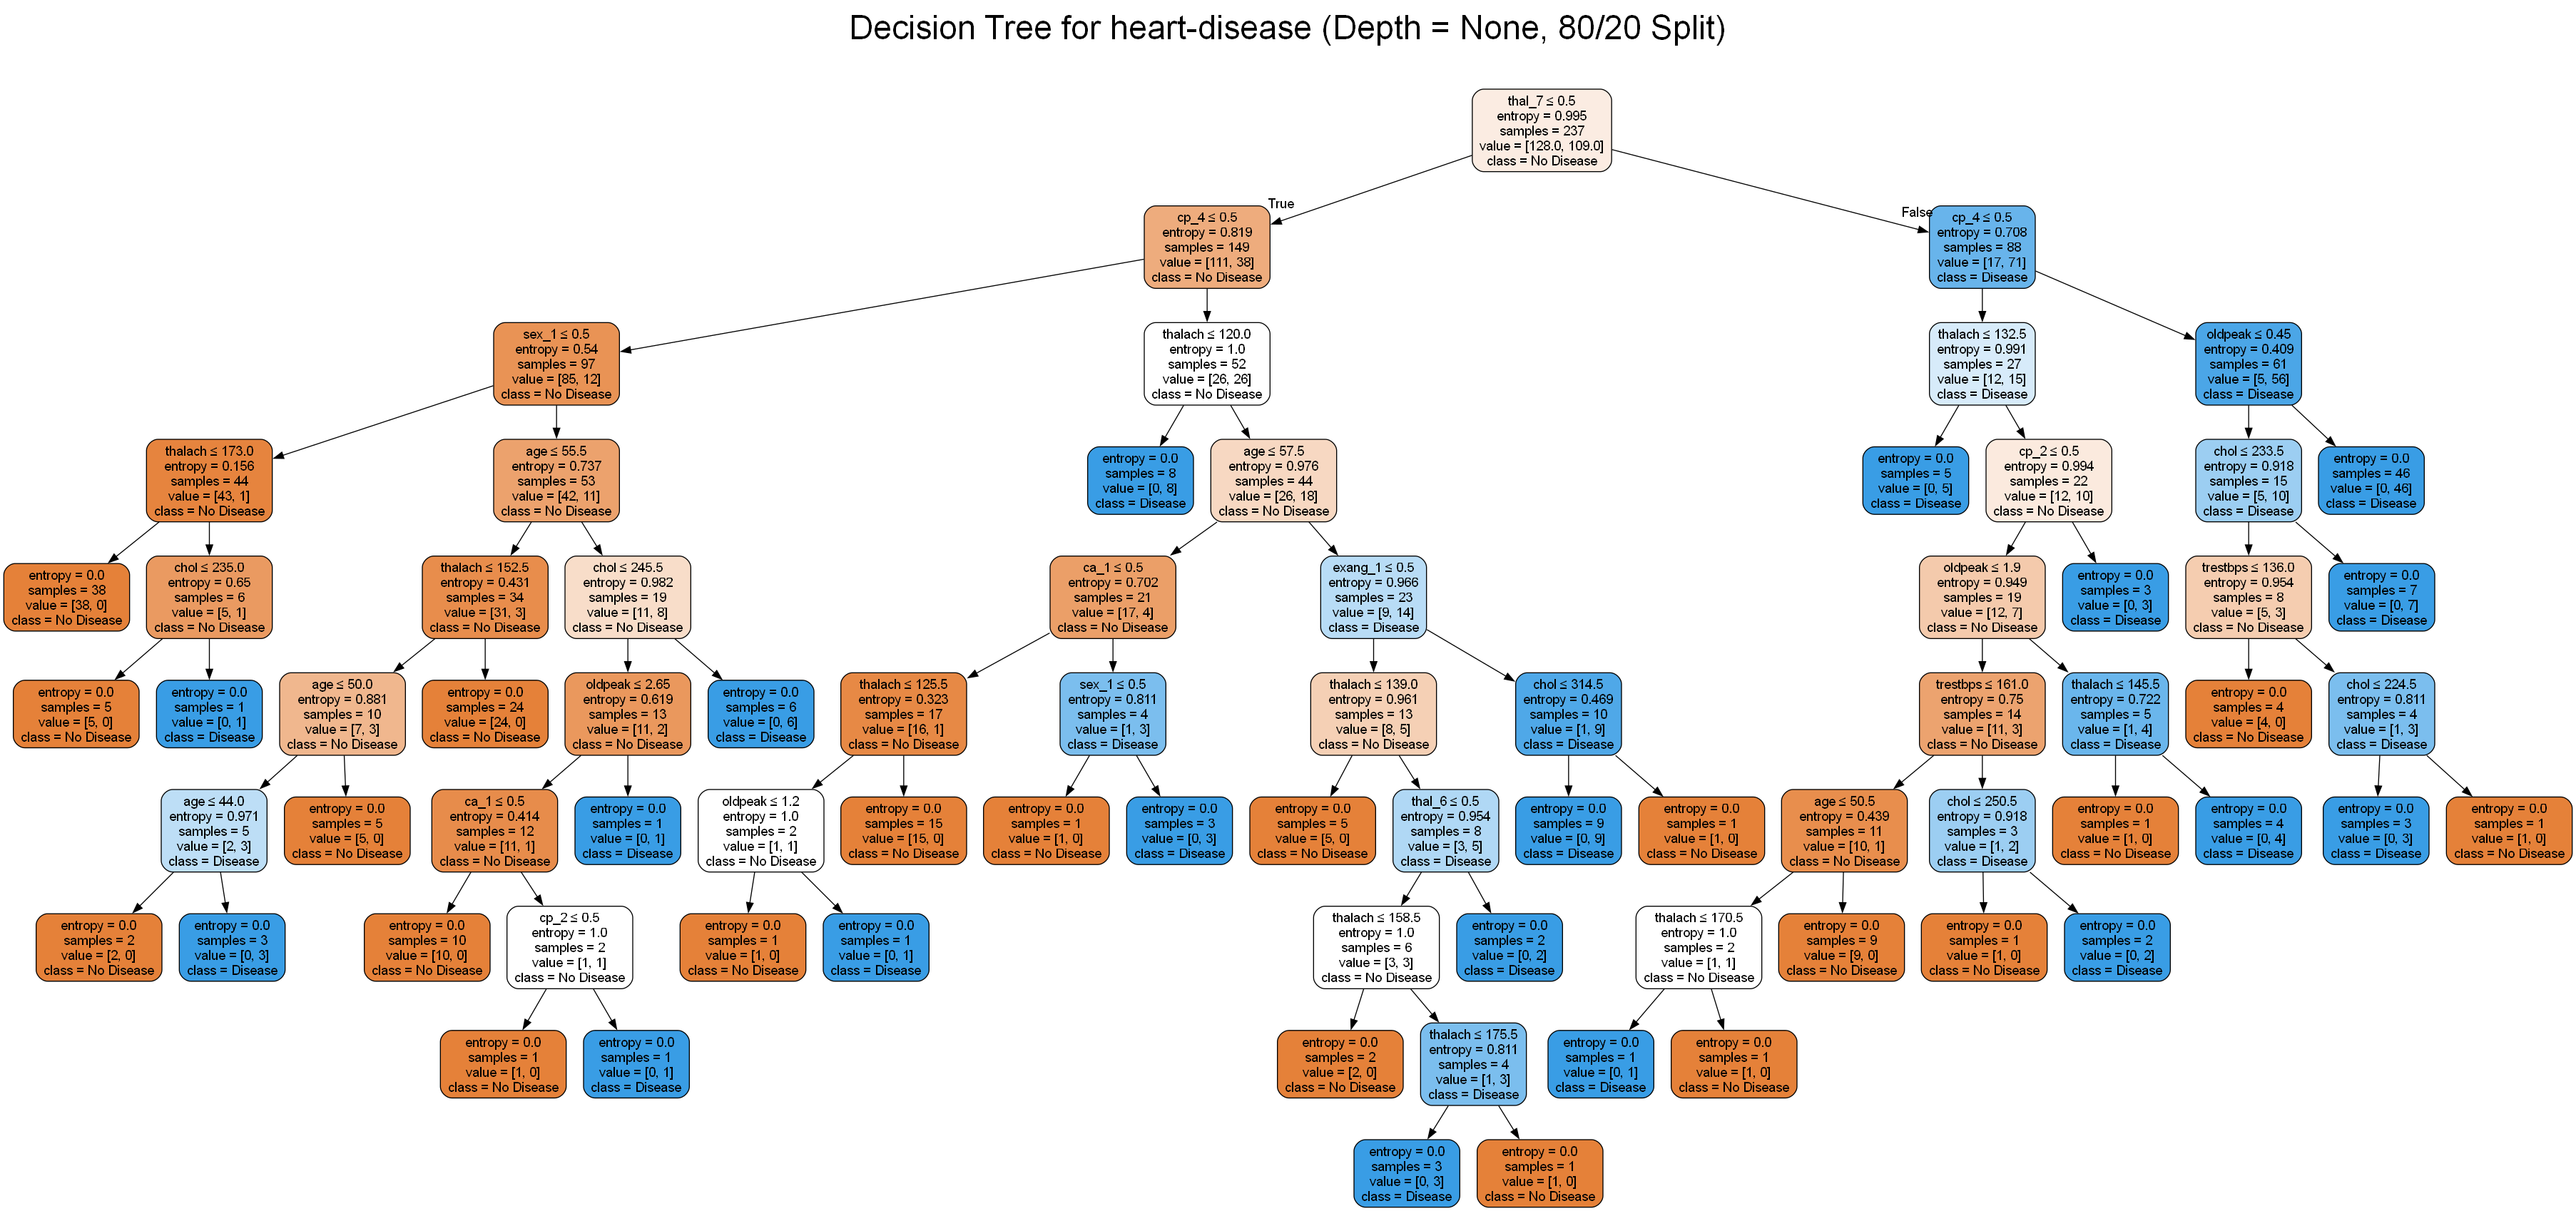 Decision Tree for heart-disease (Depth = None, 80/20 Split)
thal_7 ≤ 0.5
entropy = 0.995
samples = 237
value = [128.0, 109.0]
class = No Disease
True
False
cp_4 ≤ 0.5
entropy = 0.819
samples = 149
value = [111, 38]
class = No Disease
cp_4 ≤ 0.5
entropy = 0.708
samples = 88
value = [17, 71]
class = Disease
sex_1 ≤ 0.5
entropy = 0.54
samples = 97
value = [85, 12]
class = No Disease
thalach ≤ 120.0
entropy = 1.0
samples = 52
value = [26, 26]
class = No Disease
thalach ≤ 132.5
entropy = 0.991
samples = 27
value = [12, 15]
class = Disease
oldpeak ≤ 0.45
entropy = 0.409
samples = 61
value = [5, 56]
class = Disease
thalach ≤ 173.0
entropy = 0.156
samples = 44
value = [43, 1]
class = No Disease
age ≤ 55.5
entropy = 0.737
samples = 53
value = [42, 11]
class = No Disease
entropy = 0.0
samples = 8
value = [0, 8]
class = Disease
age ≤ 57.5
entropy = 0.976
samples = 44
value = [26, 18]
class = No Disease
entropy = 0.0
samples = 5
value = [0, 5]
class = Disease
cp_2 ≤ 0.5
entropy = 0.994
samples = 22
value = [12, 10]
class = No Disease
chol ≤ 233.5
entropy = 0.918
samples = 15
value = [5, 10]
class = Disease
entropy = 0.0
samples = 46
value = [0, 46]
class = Disease
entropy = 0.0
samples = 38
value = [38, 0]
class = No Disease
chol ≤ 235.0
entropy = 0.65
samples = 6
value = [5, 1]
class = No Disease
thalach ≤ 152.5
entropy = 0.431
samples = 34
value = [31, 3]
class = No Disease
chol ≤ 245.5
entropy = 0.982
samples = 19
value = [11, 8]
class = No Disease
ca_1 ≤ 0.5
entropy = 0.702
samples = 21
value = [17, 4]
class = No Disease
exang_1 ≤ 0.5
entropy = 0.966
samples = 23
value = [9, 14]
class = Disease
oldpeak ≤ 1.9
entropy = 0.949
samples = 19
value = [12, 7]
class = No Disease
entropy = 0.0
samples = 3
value = [0, 3]
class = Disease
trestbps ≤ 136.0
entropy = 0.954
samples = 8
value = [5, 3]
class = No Disease
entropy = 0.0
samples = 7
value = [0, 7]
class = Disease
entropy = 0.0
samples = 5
value = [5, 0]
class = No Disease
entropy = 0.0
samples = 1
value = [0, 1]
class = Disease
age ≤ 50.0
entropy = 0.881
samples = 10
value = [7, 3]
class = No Disease
entropy = 0.0
samples = 24
value = [24, 0]
class = No Disease
oldpeak ≤ 2.65
entropy = 0.619
samples = 13
value = [11, 2]
class = No Disease
entropy = 0.0
samples = 6
value = [0, 6]
class = Disease
thalach ≤ 125.5
entropy = 0.323
samples = 17
value = [16, 1]
class = No Disease
sex_1 ≤ 0.5
entropy = 0.811
samples = 4
value = [1, 3]
class = Disease
thalach ≤ 139.0
entropy = 0.961
samples = 13
value = [8, 5]
class = No Disease
chol ≤ 314.5
entropy = 0.469
samples = 10
value = [1, 9]
class = Disease
trestbps ≤ 161.0
entropy = 0.75
samples = 14
value = [11, 3]
class = No Disease
thalach ≤ 145.5
entropy = 0.722
samples = 5
value = [1, 4]
class = Disease
entropy = 0.0
samples = 4
value = [4, 0]
class = No Disease
chol ≤ 224.5
entropy = 0.811
samples = 4
value = [1, 3]
class = Disease
age ≤ 44.0
entropy = 0.971
samples = 5
value = [2, 3]
class = Disease
entropy = 0.0
samples = 5
value = [5, 0]
class = No Disease
ca_1 ≤ 0.5
entropy = 0.414
samples = 12
value = [11, 1]
class = No Disease
entropy = 0.0
samples = 1
value = [0, 1]
class = Disease
oldpeak ≤ 1.2
entropy = 1.0
samples = 2
value = [1, 1]
class = No Disease
entropy = 0.0
samples = 15
value = [15, 0]
class = No Disease
entropy = 0.0
samples = 1
value = [1, 0]
class = No Disease
entropy = 0.0
samples = 3
value = [0, 3]
class = Disease
entropy = 0.0
samples = 5
value = [5, 0]
class = No Disease
thal_6 ≤ 0.5
entropy = 0.954
samples = 8
value = [3, 5]
class = Disease
entropy = 0.0
samples = 9
value = [0, 9]
class = Disease
entropy = 0.0
samples = 1
value = [1, 0]
class = No Disease
age ≤ 50.5
entropy = 0.439
samples = 11
value = [10, 1]
class = No Disease
chol ≤ 250.5
entropy = 0.918
samples = 3
value = [1, 2]
class = Disease
entropy = 0.0
samples = 1
value = [1, 0]
class = No Disease
entropy = 0.0
samples = 4
value = [0, 4]
class = Disease
entropy = 0.0
samples = 3
value = [0, 3]
class = Disease
entropy = 0.0
samples = 1
value = [1, 0]
class = No Disease
entropy = 0.0
samples = 2
value = [2, 0]
class = No Disease
entropy = 0.0
samples = 3
value = [0, 3]
class = Disease
entropy = 0.0
samples = 10
value = [10, 0]
class = No Disease
cp_2 ≤ 0.5
entropy = 1.0
samples = 2
value = [1, 1]
class = No Disease
entropy = 0.0
samples = 1
value = [1, 0]
class = No Disease
entropy = 0.0
samples = 1
value = [0, 1]
class = Disease
thalach ≤ 158.5
entropy = 1.0
samples = 6
value = [3, 3]
class = No Disease
entropy = 0.0
samples = 2
value = [0, 2]
class = Disease
thalach ≤ 170.5
entropy = 1.0
samples = 2
value = [1, 1]
class = No Disease
entropy = 0.0
samples = 9
value = [9, 0]
class = No Disease
entropy = 0.0
samples = 1
value = [1, 0]
class = No Disease
entropy = 0.0
samples = 2
value = [0, 2]
class = Disease
entropy = 0.0
samples = 1
value = [1, 0]
class = No Disease
entropy = 0.0
samples = 1
value = [0, 1]
class = Disease
entropy = 0.0
samples = 2
value = [2, 0]
class = No Disease
thalach ≤ 175.5
entropy = 0.811
samples = 4
value = [1, 3]
class = Disease
entropy = 0.0
samples = 1
value = [0, 1]
class = Disease
entropy = 0.0
samples = 1
value = [1, 0]
class = No Disease
entropy = 0.0
samples = 3
value = [0, 3]
class = Disease
entropy = 0.0
samples = 1
value = [1, 0]
class = No Disease